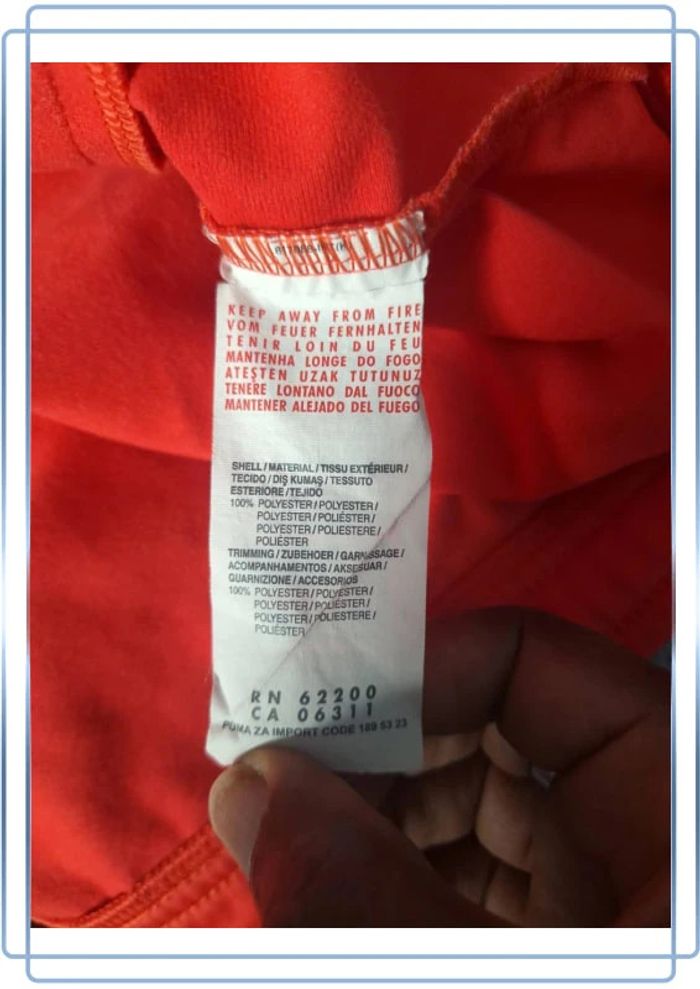 KEEP AWAY FROM FIRE
VOM FEUER FERNHALTEN
TENIR LOIN DU FEU
MANTENHA LONGE DO FOGO
ATEŞTEN UZAK TUTUNUZ
TENERE LONTANO DAL FUOCO
MANTENER ALEJADO DEL FUEGO
SHELL / MATERIAL / TISSU EXTÉRIEUR /
TECIDO / DIŞ KUMAŞ / TESSUTO
ESTERIORE / TEJIDO
100% POLYESTER / POLYESTER /
POLYESTER / POLIÉSTER /
POLYESTER / POLIESTERE /
POLIÉSTER
TRIMMING / ZUBEHOER / GARNISSAGE /
ACOMPANHAMENTOS / AKSESUAR /
GUARNIZIONE / ACCESORIOS
100% POLYESTER / POLYESTER /
POLYESTER / POLIÉSTER /
POLYESTER / POLIESTERE /
POLIÉSTER
RN 62200
CA 06311
PUMA ZA IMPORT CODE 189 53 23